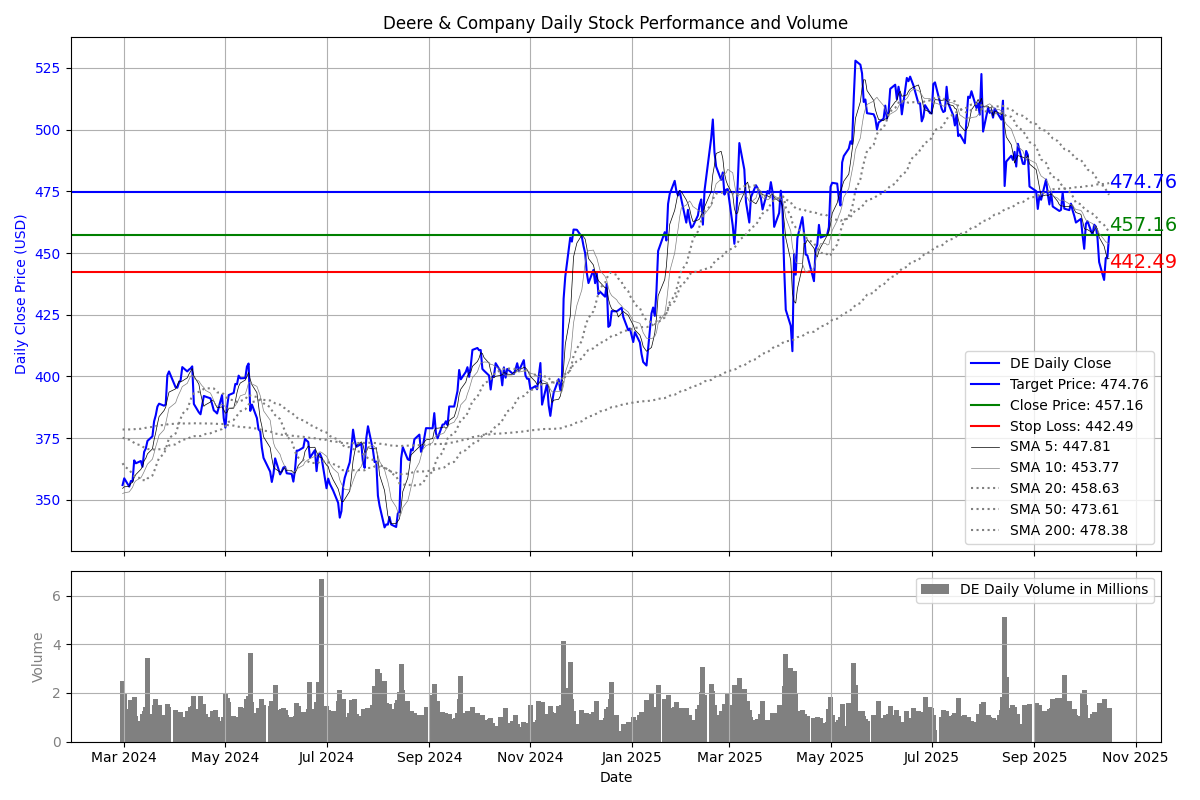 Deere & Company Daily Stock Performance and Volume
Daily Close Price (USD)
525
500
475
450
425
400
375
350
474.76
457.16
442.49
DE Daily Close
Target Price: 474.76
Close Price: 457.16
Stop Loss: 442.49
SMA 5: 447.81
SMA 10: 453.77
SMA 20: 458.63
SMA 50: 473.61
SMA 200: 478.38
Volume
6
4
2
0
DE Daily Volume in Millions
Mar 2024 May 2024 Jul 2024 Sep 2024 Nov 2024 Jan 2025 Mar 2025 May 2025 Jul 2025 Sep 2025 Nov 2025
Date